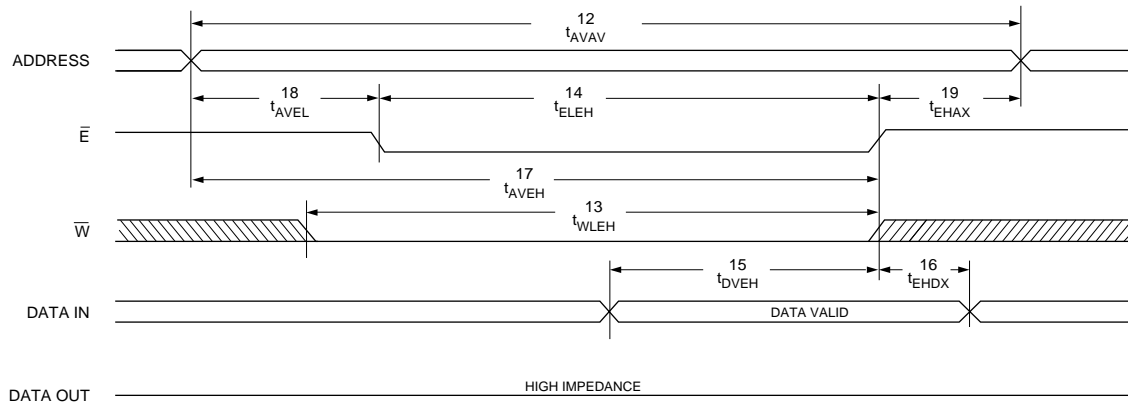 12
tAVAV
ADDRESS
18
tAVEL
14
tELEH
19
tEHAX
E̅
17
tAVEH
13
tWLEH
W̅
15
tDVEH
16
tEHDX
DATA IN
DATA VALID
DATA OUT
HIGH IMPEDANCE